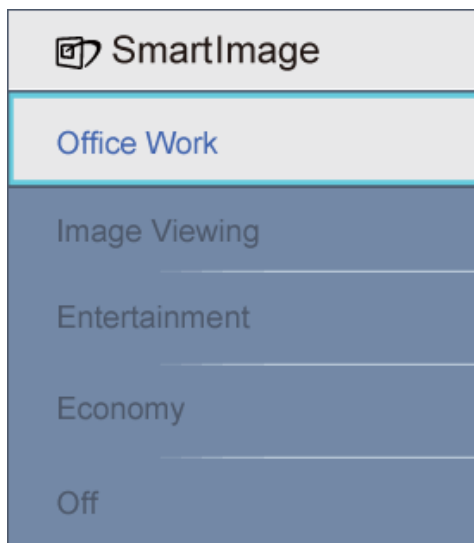 SmartImage
Office Work
Image Viewing
Entertainment
Economy
Off